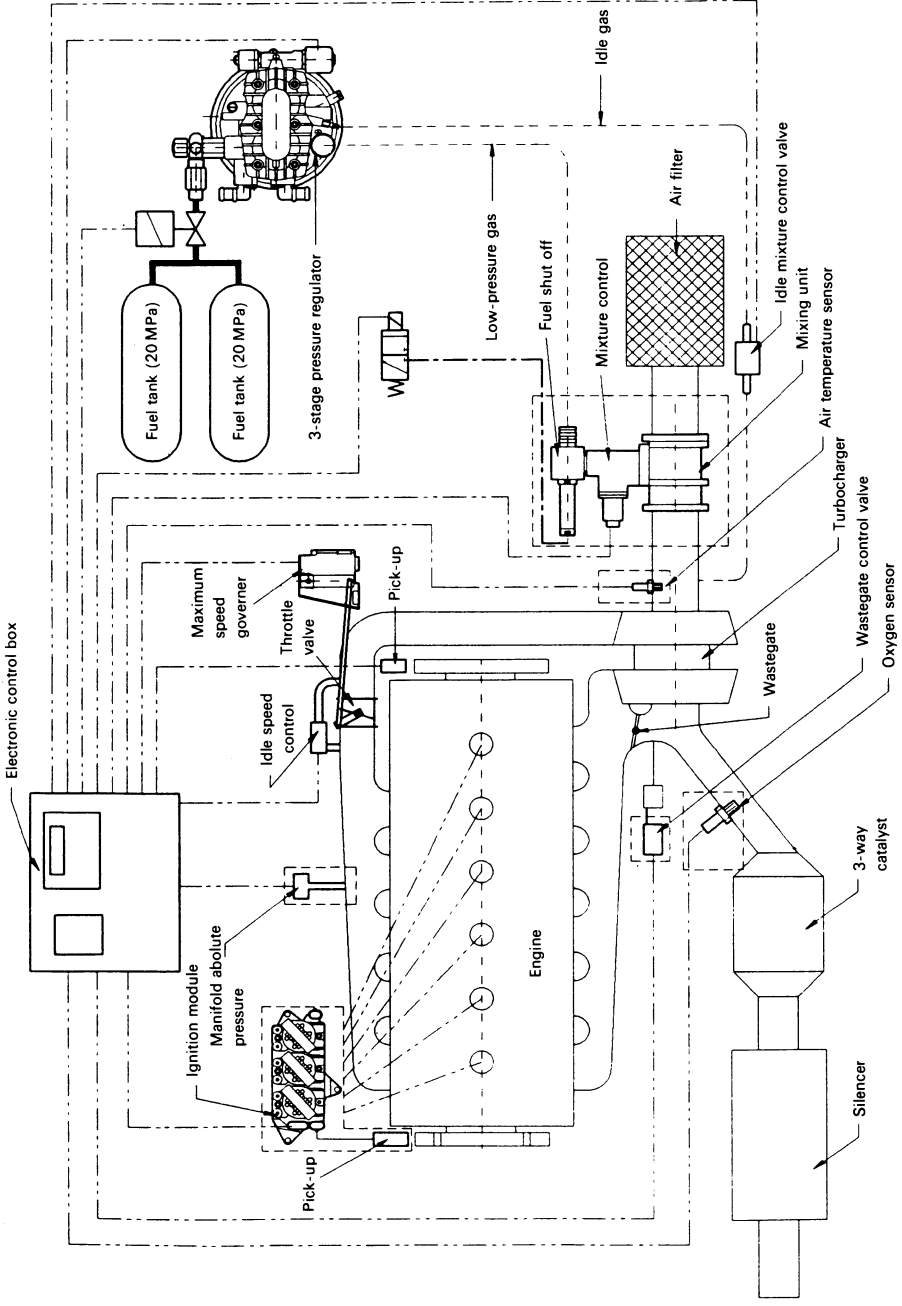 Electronic control box
Fuel tank (20 MPa)
Fuel tank (20 MPa)
3-stage pressure regulator
Idle gas
Low-pressure gas
Maximum
speed
governer
Throttle
valve
Idle speed
control
Pick-up
Manifold abolute
pressure
Ignition module
Pick-up
Engine
Fuel shut off
Mixture control
Air filter
Idle mixture control valve
Mixing unit
Air temperature sensor
Turbocharger
Wastegate control valve
Oxygen sensor
Wastegate
3-way
catalyst
Silencer